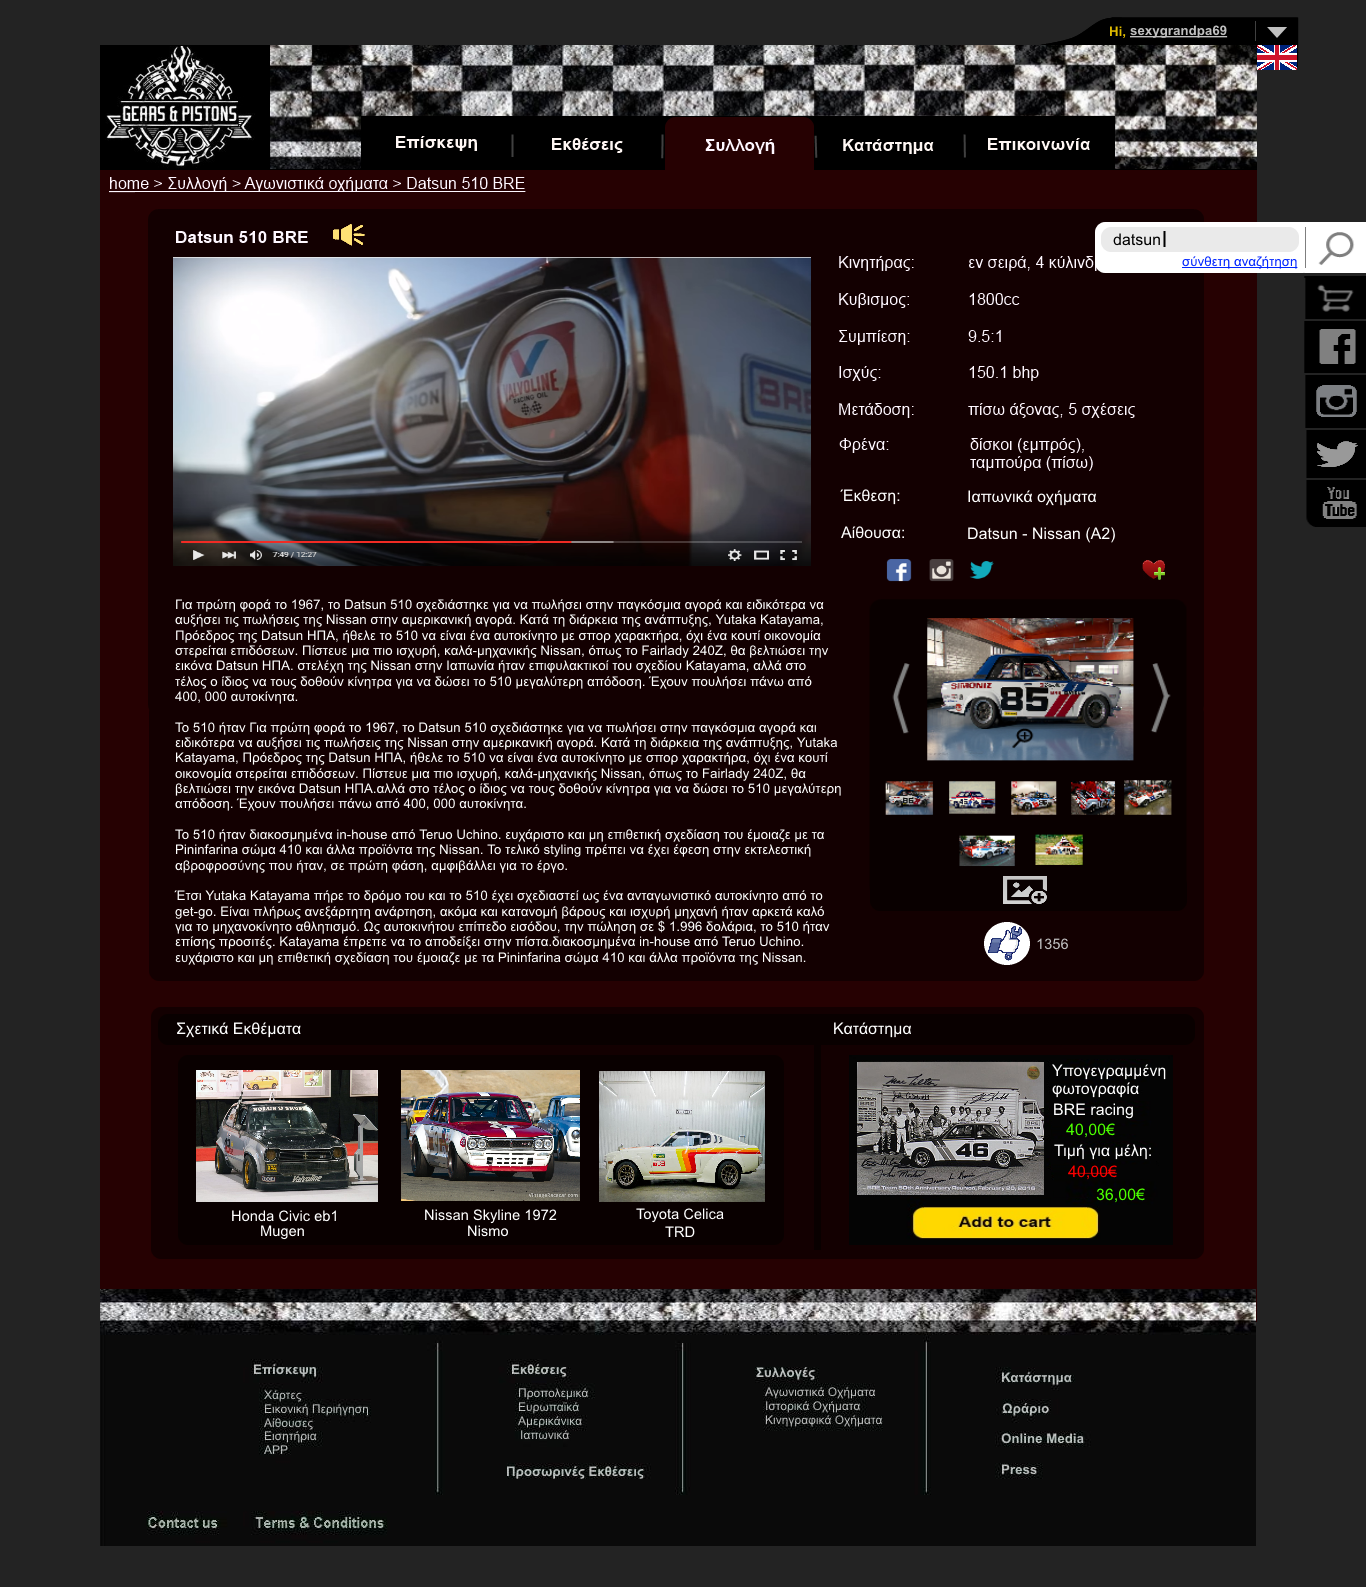 Hi, sexygrandpa69
GEARS & PISTONS
Επίσκεψη
Εκθέσεις
Συλλογή
Κατάστημα
Επικοινωνία
home > Συλλογή > Αγωνιστικά οχήματα > Datsun 510 BRE
Datsun 510 BRE
datsun
σύνθετη αναζήτηση
Κινητήρας: εν σειρά, 4 κύλινδ
Κυβισμος: 1800cc
Συμπίεση: 9.5:1
Ισχύς: 150.1 bhp
Μετάδοση: πίσω άξονας, 5 σχέσεις
Φρένα: δίσκοι (εμπρός),
ταμπούρα (πίσω)
Έκθεση: Ιαπωνικά οχήματα
Αίθουσα: Datsun - Nissan (A2)
PION
VALVOLINE
RACING OIL
BRE
7:49 / 12:27
You
Tube
Για πρώτη φορά το 1967, το Datsun 510 σχεδιάστηκε για να πωλήσει στην παγκόσμια αγορά και ειδικότερα να
αυξήσει τις πωλήσεις της Nissan στην αμερικανική αγορά. Κατά τη διάρκεια της ανάπτυξης, Yutaka Katayama,
Πρόεδρος της Datsun ΗΠΑ, ήθελε το 510 να είναι ένα αυτοκίνητο με σπορ χαρακτήρα, όχι ένα κουτί οικονομία
στερείται επιδόσεων. Πίστευε μια πιο ισχυρή, καλά-μηχανικής Nissan, όπως το Fairlady 240Z, θα βελτιώσει την
εικόνα Datsun ΗΠΑ. στελέχη της Nissan στην Ιαπωνία ήταν επιφυλακτικοί του σχεδίου Katayama, αλλά στο
τέλος ο ίδιος να τους δοθούν κίνητρα για να δώσει το 510 μεγαλύτερη απόδοση. Έχουν πουλήσει πάνω από
400, 000 αυτοκίνητα.
Το 510 ήταν Για πρώτη φορά το 1967, το Datsun 510 σχεδιάστηκε για να πωλήσει στην παγκόσμια αγορά και
ειδικότερα να αυξήσει τις πωλήσεις της Nissan στην αμερικανική αγορά. Κατά τη διάρκεια της ανάπτυξης, Yutaka
Katayama, Πρόεδρος της Datsun ΗΠΑ, ήθελε το 510 να είναι ένα αυτοκίνητο με σπορ χαρακτήρα, όχι ένα κουτί
οικονομία στερείται επιδόσεων. Πίστευε μια πιο ισχυρή, καλά-μηχανικής Nissan, όπως το Fairlady 240Z, θα
βελτιώσει την εικόνα Datsun ΗΠΑ.αλλά στο τέλος ο ίδιος να τους δοθούν κίνητρα για να δώσει το 510 μεγαλύτερη
απόδοση. Έχουν πουλήσει πάνω από 400, 000 αυτοκίνητα.
Το 510 ήταν διακοσμημένα in-house από Teruo Uchino. ευχάριστο και μη επιθετική σχεδίαση του έμοιαζε με τα
Pininfarina σώμα 410 και άλλα προϊόντα της Nissan. Το τελικό styling πρέπει να έχει έφεση στην εκτελεστική
αβροφροσύνης που ήταν, σε πρώτη φάση, αμφιβάλλει για το έργο.
Έτσι Yutaka Katayama πήρε το δρόμο του και το 510 έχει σχεδιαστεί ως ένα ανταγωνιστικό αυτοκίνητο από το
get-go. Είναι πλήρως ανεξάρτητη ανάρτηση, ακόμα και κατανομή βάρους και ισχυρή μηχανή ήταν αρκετά καλό
για το μηχανοκίνητο αθλητισμό. Ως αυτοκινήτου επίπεδο εισόδου, την πώληση σε $ 1.996 δολάρια, το 510 ήταν
επίσης προσιτές. Katayama έπρεπε να το αποδείξει στην πίστα.διακοσμημένα in-house από Teruo Uchino.
ευχάριστο και μη επιθετική σχεδίαση του έμοιαζε με τα Pininfarina σώμα 410 και άλλα προϊόντα της Nissan.
SIMONIZ
85
1356
Σχετικά Εκθέματα
Κατάστημα
Honda Civic eb1
Mugen
Nissan Skyline 1972
Nismo
Toyota Celica
TRD
46
BRE Team 50th Anniversary Reunion, February 25, 2016
Υπογεγραμμένη
φωτογραφία
BRE racing
40,00€
Τιμή για μέλη:
40,00€
36,00€
Add to cart
Επίσκεψη
Χάρτες
Εικονική Περιήγηση
Αίθουσες
Εισητήρια
APP
Εκθέσεις
Προπολεμικά
Ευρωπαϊκά
Αμερικάνικα
Ιαπωνικά
Προσωρινές Εκθέσεις
Συλλογές
Αγωνιστικά Οχήματα
Ιστορικά Οχήματα
Κινηγραφικά Οχήματα
Κατάστημα
Ωράριο
Online Media
Press
Contact us
Terms & Conditions